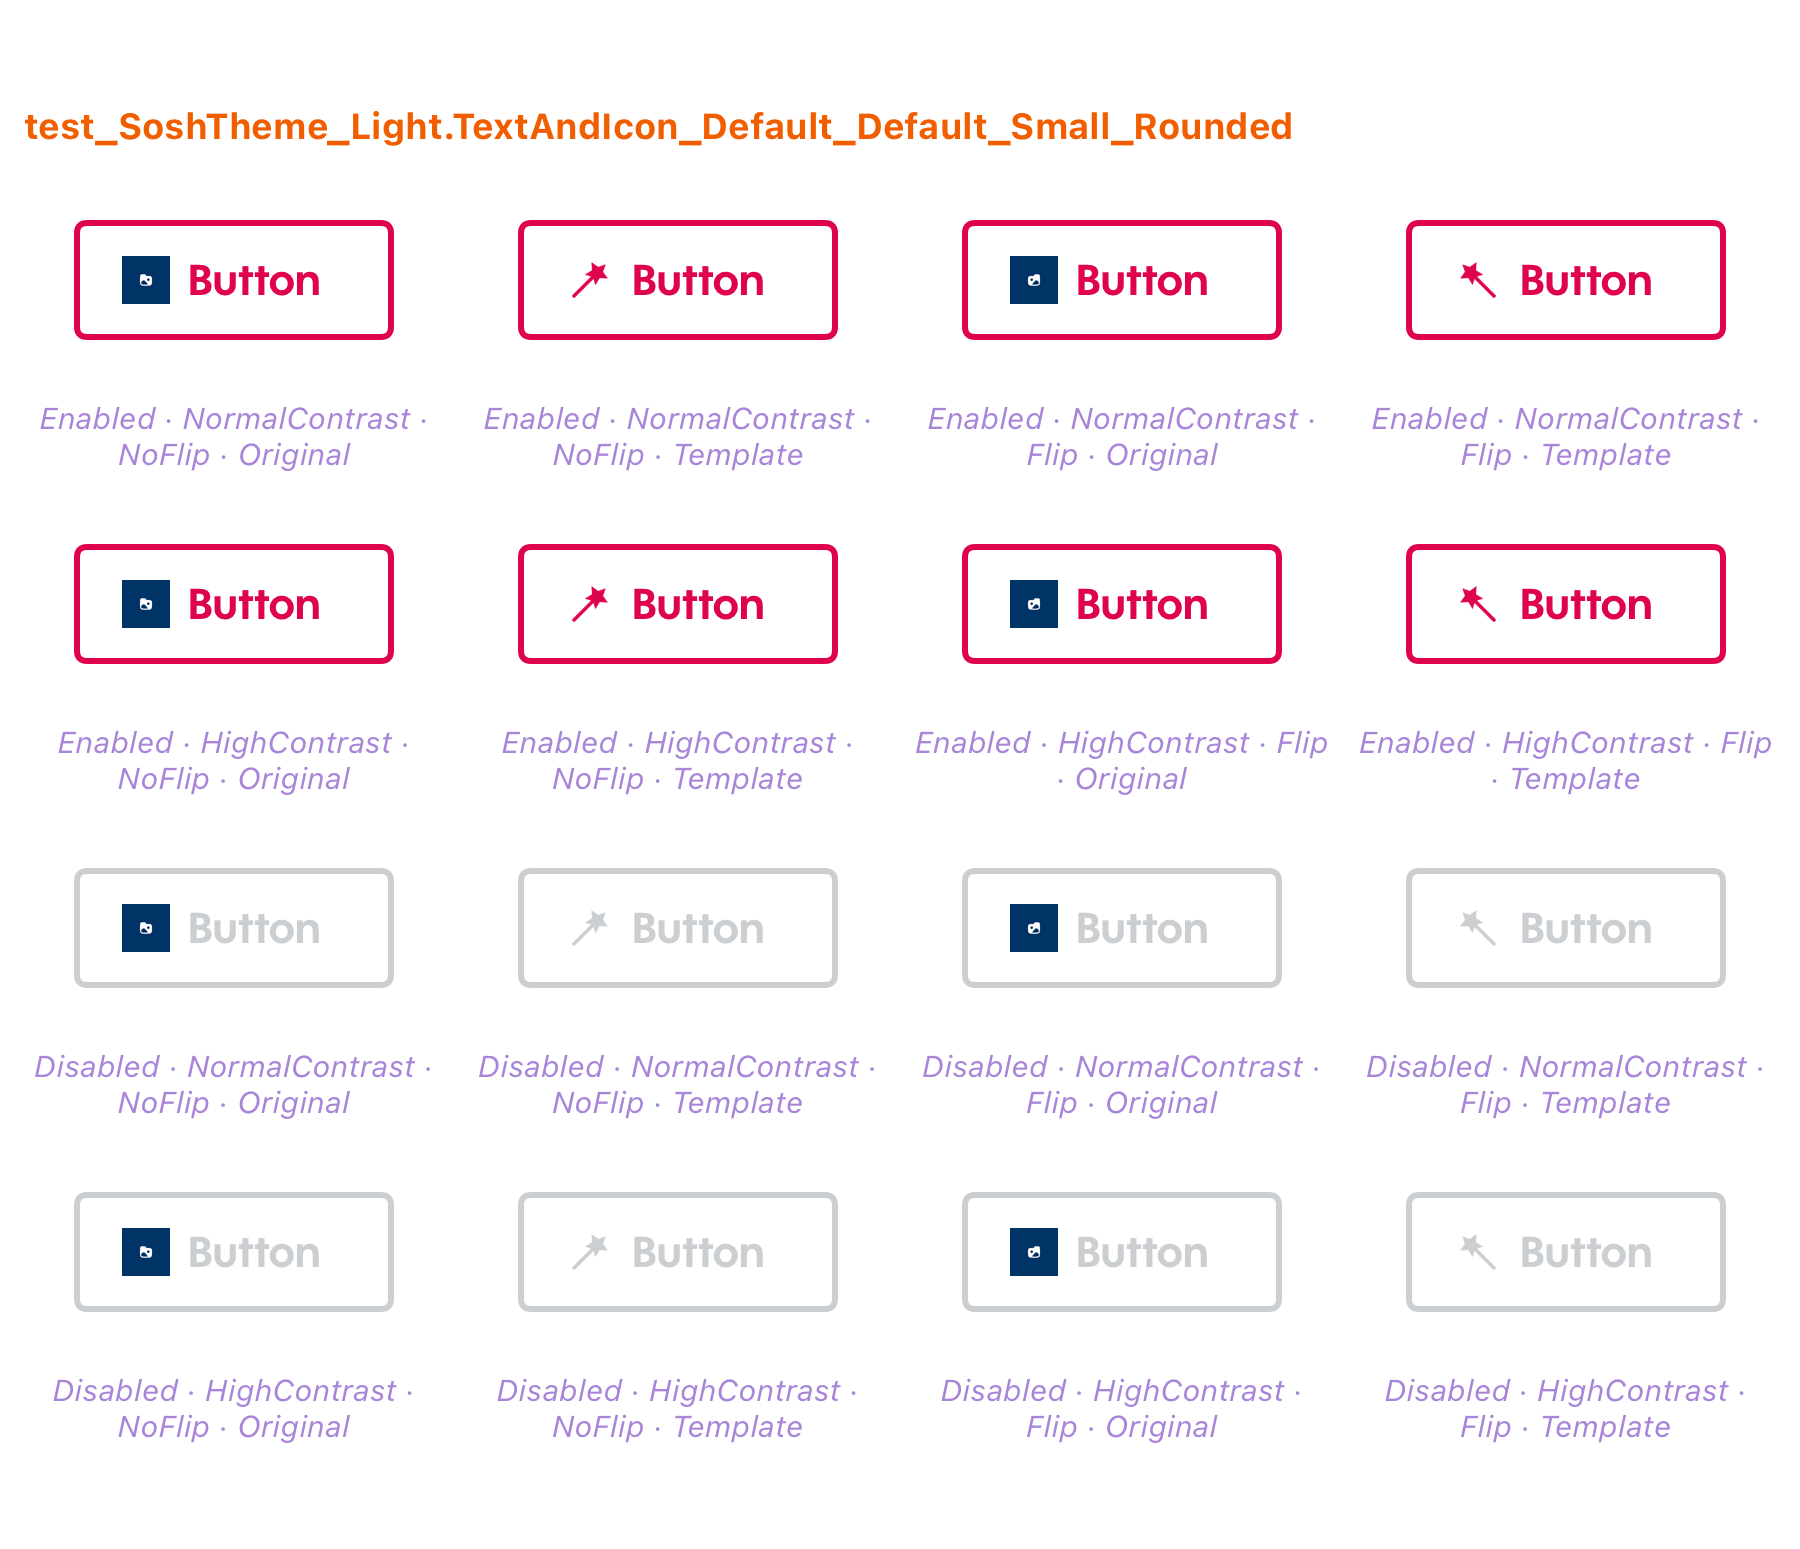 test_SoshTheme_Light.TextAndIcon_Default_Default_Small_Rounded
Button
Button
Button
Button
Enabled · NormalContrast ·
NoFlip · Original
Enabled · NormalContrast ·
NoFlip · Template
Enabled · NormalContrast ·
Flip · Original
Enabled · NormalContrast ·
Flip · Template
Button
Button
Button
Button
Enabled · HighContrast ·
NoFlip · Original
Enabled · HighContrast ·
NoFlip · Template
Enabled · HighContrast · Flip
· Original
Enabled · HighContrast · Flip
· Template
Button
Button
Button
Button
Disabled · NormalContrast ·
NoFlip · Original
Disabled · NormalContrast ·
NoFlip · Template
Disabled · NormalContrast ·
Flip · Original
Disabled · NormalContrast ·
Flip · Template
Button
Button
Button
Button
Disabled · HighContrast ·
NoFlip · Original
Disabled · HighContrast ·
NoFlip · Template
Disabled · HighContrast ·
Flip · Original
Disabled · HighContrast ·
Flip · Template